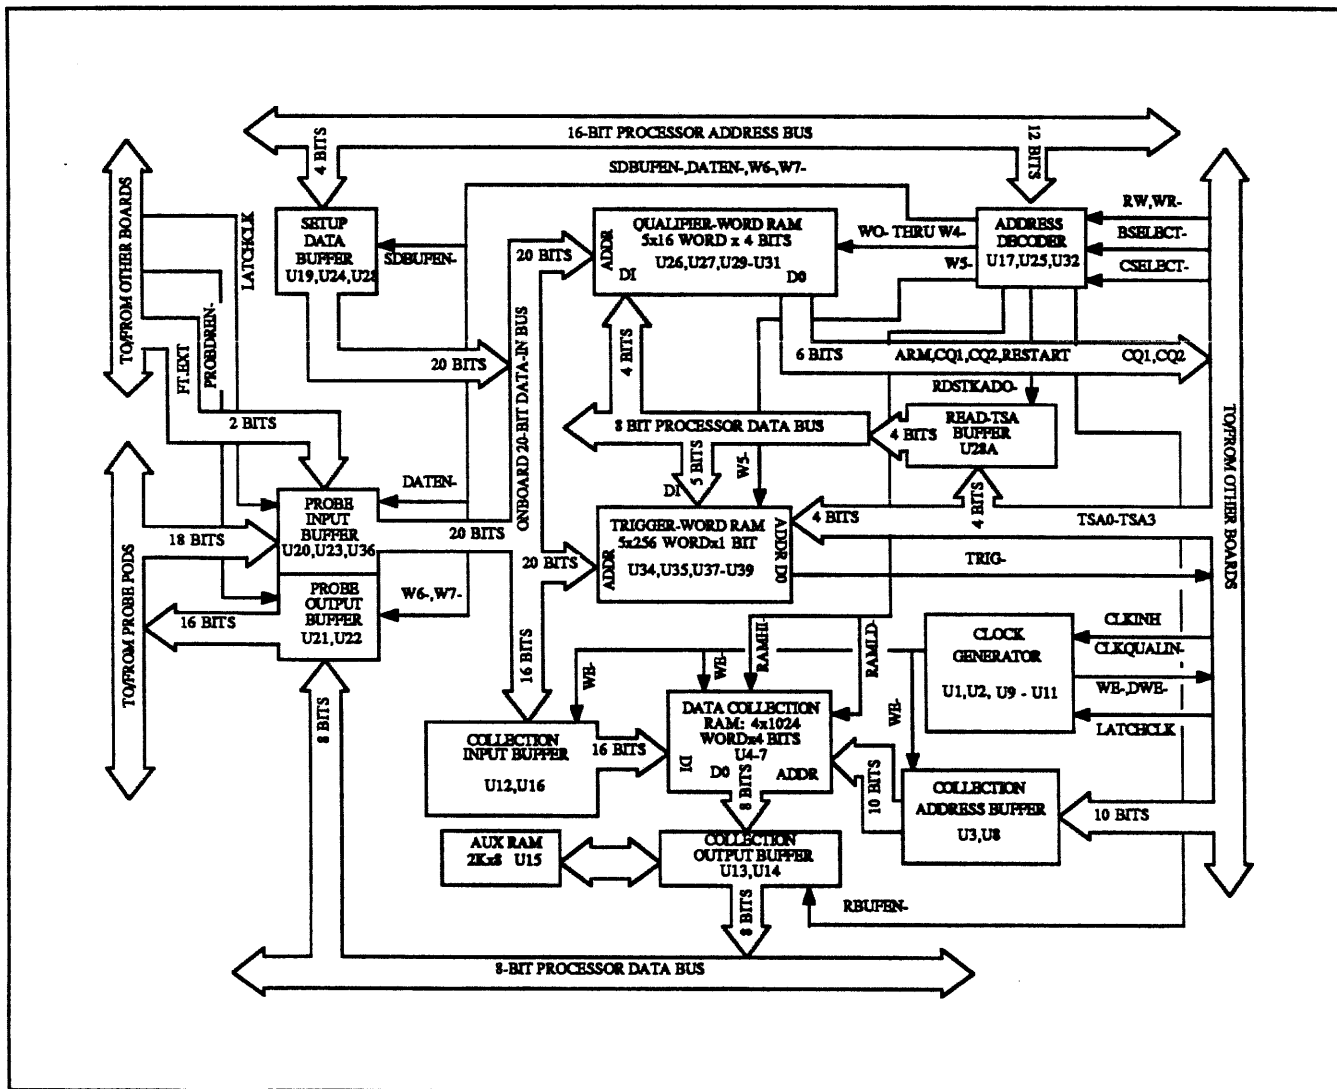 16-BIT PROCESSOR ADDRESS BUS
4 BITS
12 BITS
SDBUFEN-,DATEN-,W6-,W7-
TO/FROM OTHER BOARDS
LATCHCLK
FT-EXT
PROBDREN-
2 BITS
SETUP
DATA
BUFFER
U19,U24,U28
SDBUFEN-
20 BITS
ONBOARD 20-BIT DATA-IN BUS
20 BITS
QUALIFIER-WORD RAM
5x16 WORD x 4 BITS
U26,U27,U29-U31
ADDR
DI
D0
WO- THRU W4-
W5-
ADDRESS
DECODER
U17,U25,U32
RW,WR-
BSELECT-
CSELECT-
6 BITS
ARM,CQ1,CQ2,RESTART
CQ1,CQ2
RDSTKADO-
4 BITS
8 BIT PROCESSOR DATA BUS
4 BITS
READ-TSA
BUFFER
U28A
5 BITS
DI
W5-
4 BITS
TO/FROM OTHER BOARDS
TO/FROM PROBE PODS
DATEN-
PROBE
INPUT
BUFFER
U20,U23,U36
18 BITS
20 BITS
20 BITS
TRIGGER-WORD RAM
5x256 WORDx1 BIT
U34,U35,U37-U39
ADDR
ADDR D0
4 BITS
TSA0-TSA3
TRIG-
PROBE
OUTPUT
BUFFER
U21,U22
W6-,W7-
16 BITS
16 BITS
8 BITS
WE-
WE-
RAMHI-
RAMLD-
WE-
CLOCK
GENERATOR
U1,U2, U9 - U11
CLKINH
CLKQUALIN-
WE-,DWE-
LATCHCLK
COLLECTION
INPUT BUFFER
U12,U16
16 BITS
DATA COLLECTION
RAM: 4x1024
WORDx4 BITS
U4-7
DI
D0
ADDR
8 BITS
10 BITS
COLLECTION
ADDRESS BUFFER
U3,U8
10 BITS
AUX RAM
2Kx8 U15
COLLECTION
OUTPUT BUFFER
U13,U14
RBUFEN-
8 BITS
8-BIT PROCESSOR DATA BUS